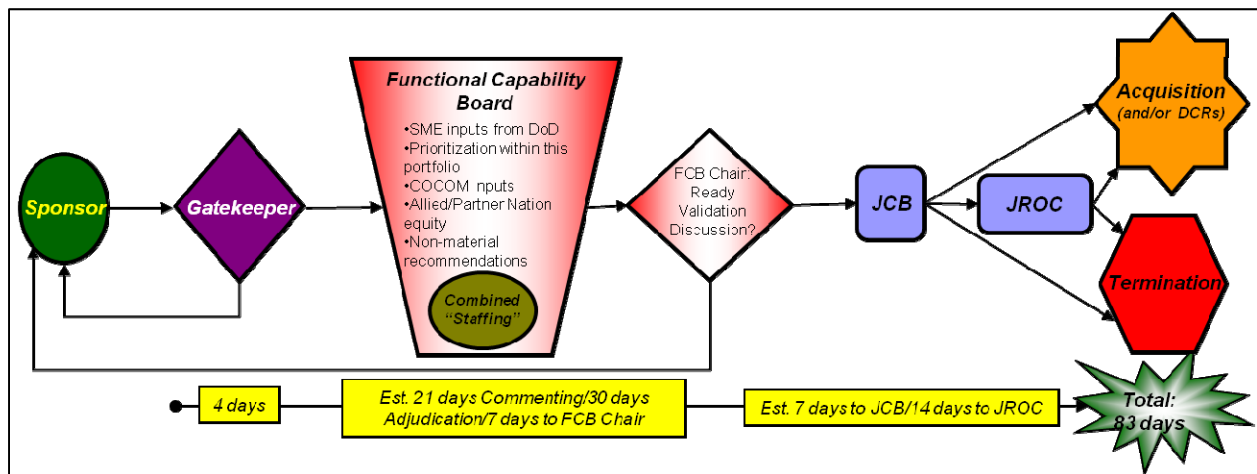 Functional Capability
Board
•SME inputs from DoD
•Prioritization within this
portfolio
•COCOM inputs
•Allied/Partner Nation
equity
•Non-material
recommendations
Combined
“Staffing”
Sponsor
Gatekeeper
FCB Chair:
Ready
Validation
Discussion?
JCB
JROC
Acquisition
(and/or DCRs)
Termination
4 days
Est. 21 days Commenting/30 days
Adjudication/7 days to FCB Chair
Est. 7 days to JCB/14 days to JROC
Total:
83 days